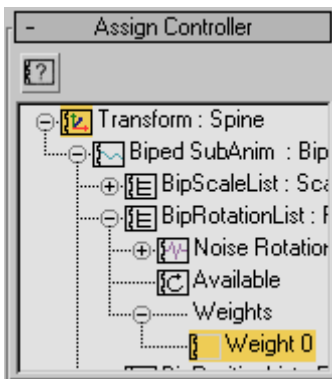 - Assign Controller
?
Transform : Spine
Biped SubAnim : Bip
BipScaleList : Sca
BipRotationList : F
Noise Rotation
Available
Weights
Weight 0